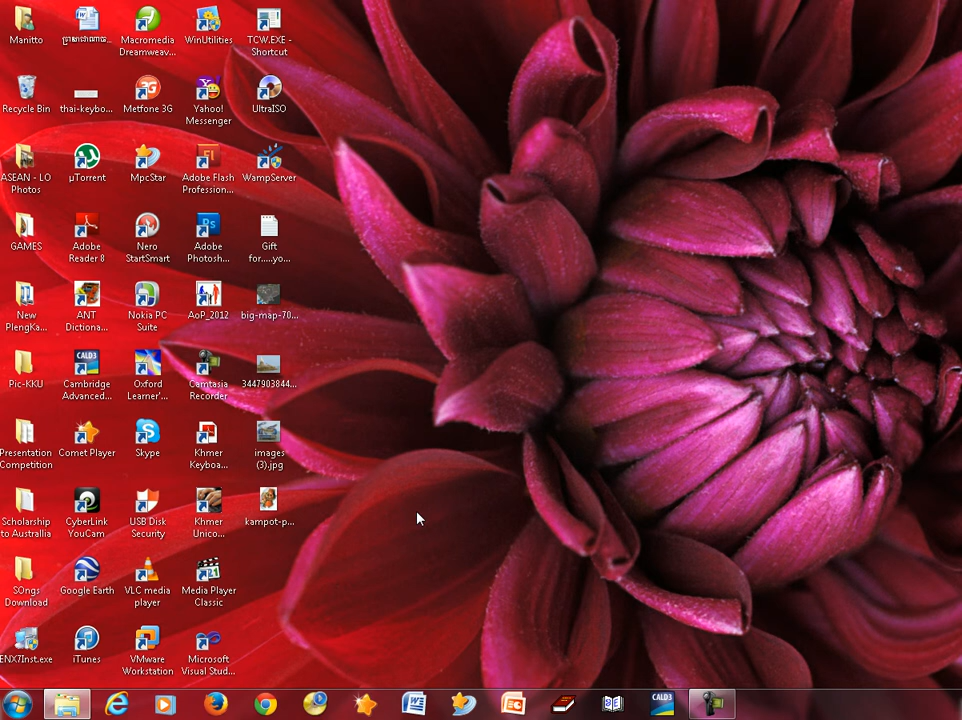 Manitto
Macromedia
Dreamweav...
WinUtilities
TCW.EXE -
Shortcut
Recycle Bin
thai-keybo...
Metfone 3G
Yahoo!
Messenger
UltraISO
ASEAN - LO
Photos
µTorrent
MpcStar
Adobe Flash
Profession...
WampServer
GAMES
Adobe
Reader 8
Nero
StartSmart
Adobe
Photosh...
Gift
for.....yo...
New
PlengKa...
ANT
Dictiona...
Nokia PC
Suite
AoP_2012
big-map-70...
Pic-KKU
CALD3
Cambridge
Advanced...
Oxford
Learner'...
Camtasia
Recorder
3447903844...
Presentation
Competition
Comet Player
Skype
Khmer
Keyboa...
images
(3).jpg
Scholarship
to Australlia
CyberLink
YouCam
USB Disk
Security
Khmer
Unico...
kampot-p...
SOngs
Download
Google Earth
VLC media
player
Media Player
Classic
ENX7Inst.exe
iTunes
VMware
Workstation
Microsoft
Visual Stud...
CALD3